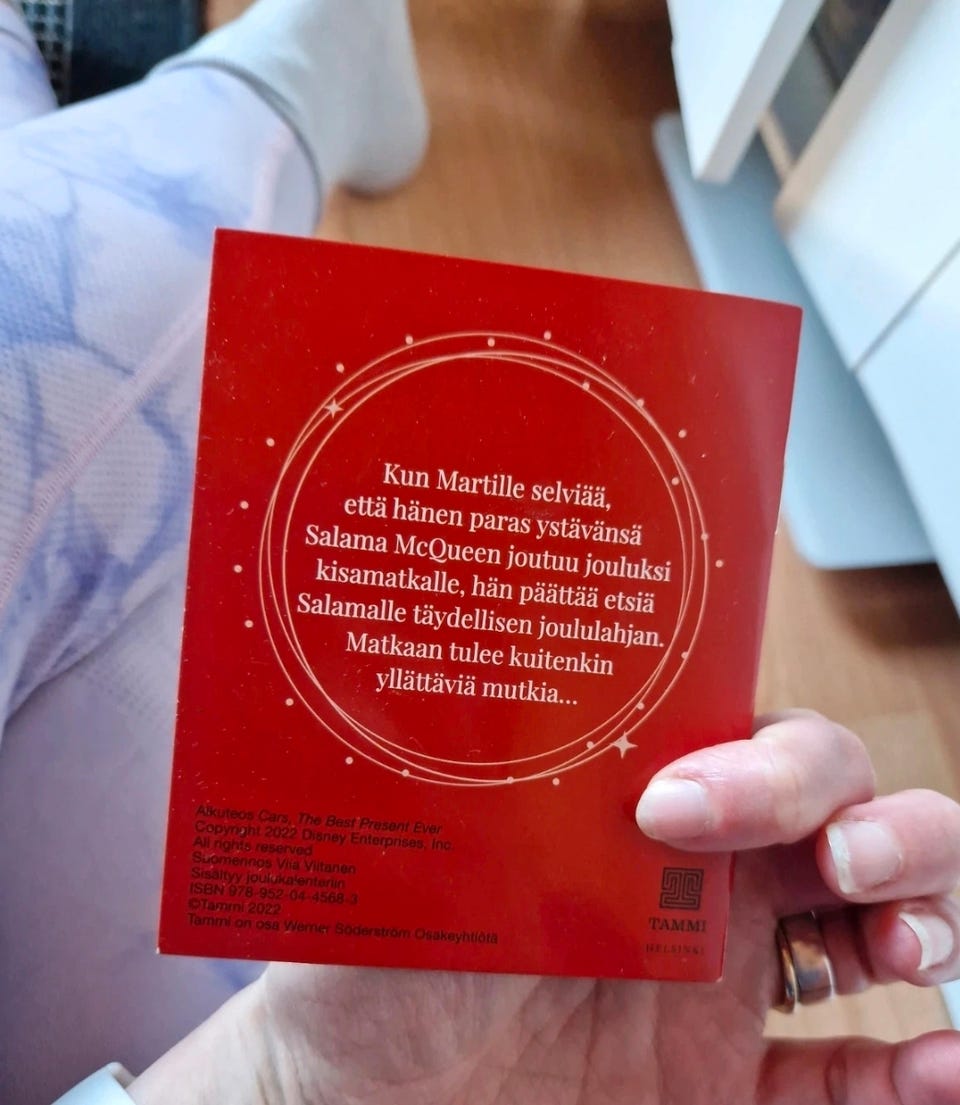 Kun Martille selviää,
että hänen paras ystävänsä
Salama McQueen joutuu jouluksi
kisamatkalle, hän päättää etsiä
Salamalle täydellisen joululahjan.
Matkaan tulee kuitenkin
yllättäviä mutkia...
Alkuteos Cars, The Best Present Ever
Copyright 2022 Disney Enterprises, Inc.
All rights reserved
Suomennos Viia Viitanen
Sisältyy joulukalenteriin
ISBN 978-952-04-4568-3
©Tammi 2022
Tammi on osa Werner Söderström Osakeyhtiötä
TAMMI
HELSINKI